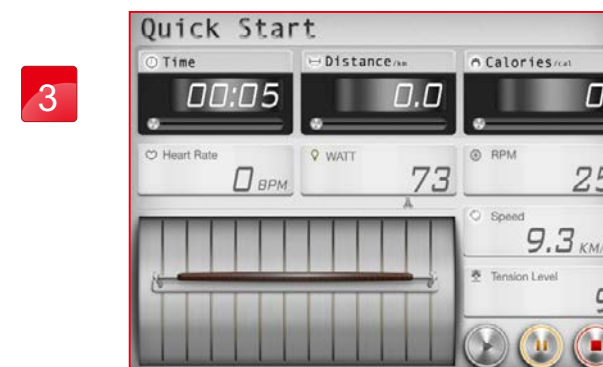 3
Quick Start
Time
Distance/km
Calories/cal
00:05
0.0
Heart Rate
WATT
RPM
0 BPM
73
Speed
9.3
Tension Level